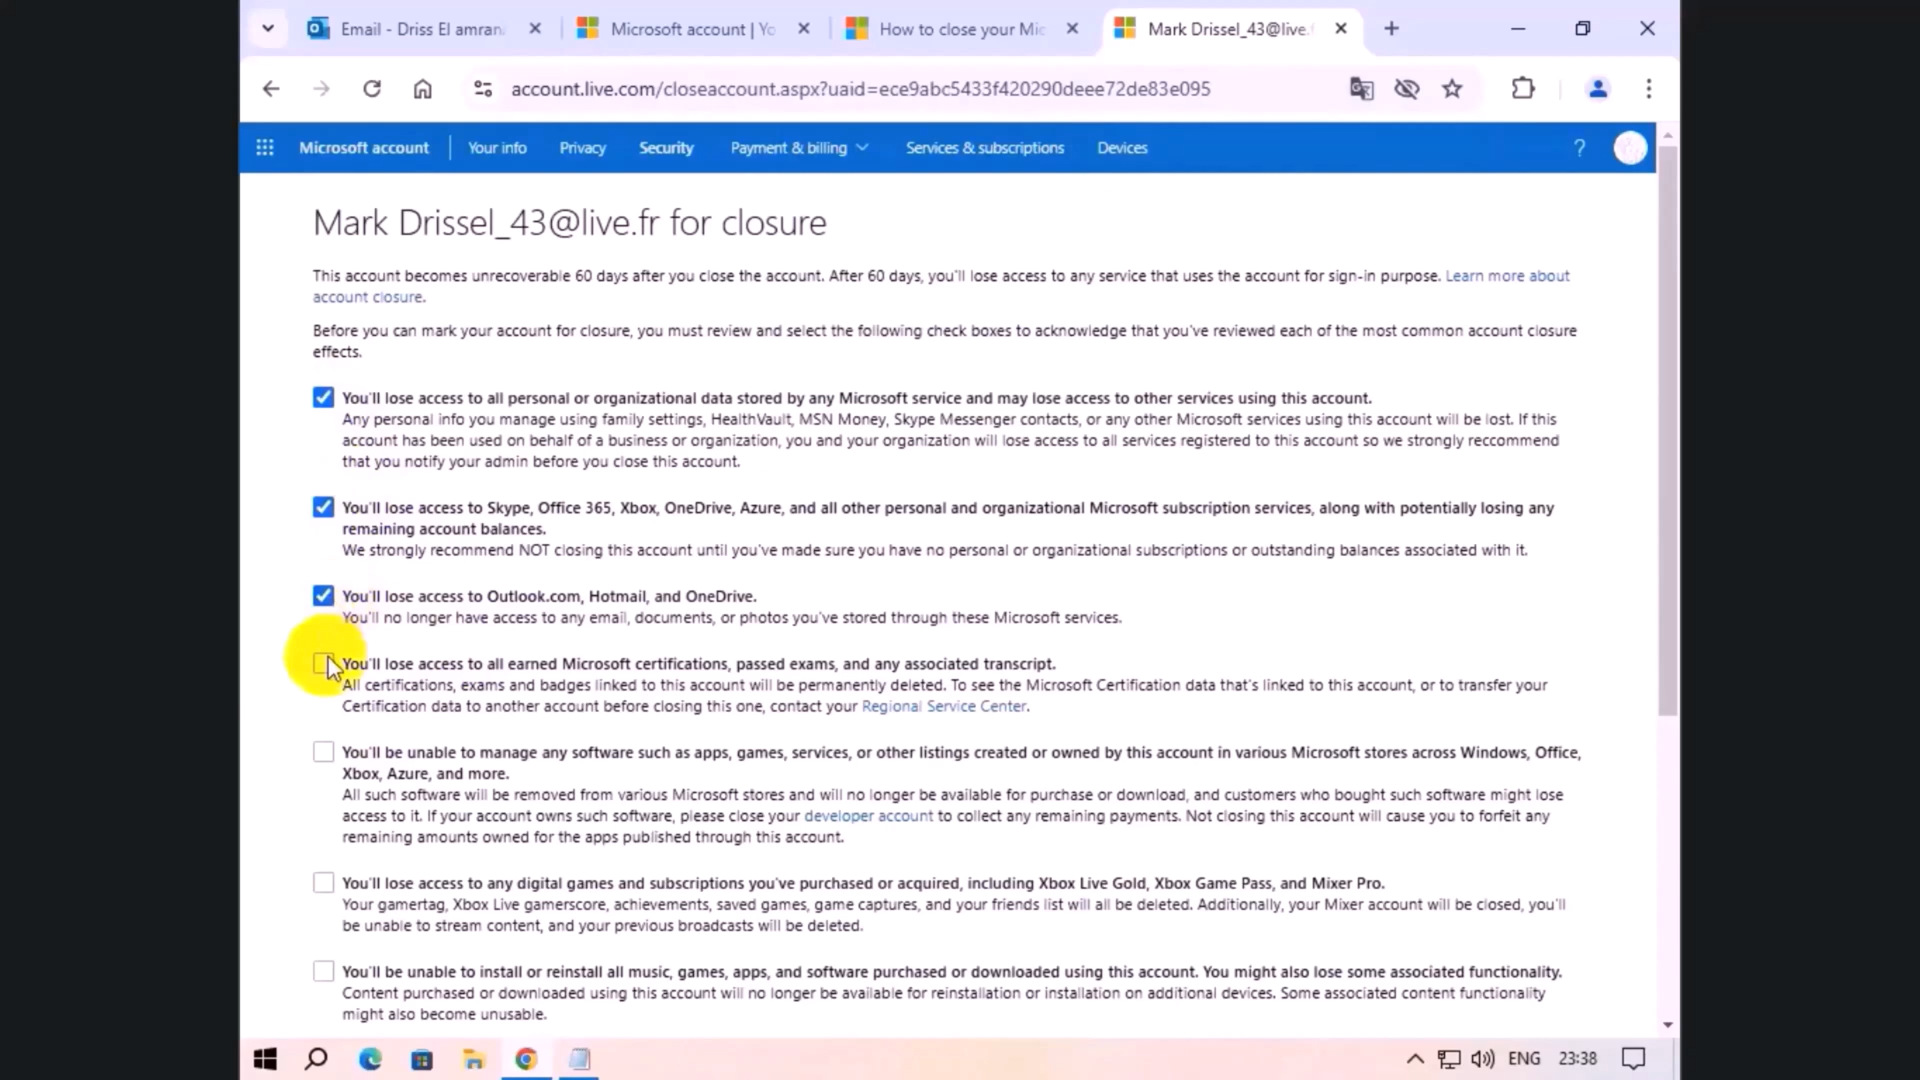 Email - Driss El amran
Microsoft account | Yo
How to close your Mic
Mark Drissel_43@live.f
account.live.com/closeaccount.aspx?uaid=ece9abc5433f420290deee72de83e095
Microsoft account
Your info
Privacy
Security
Payment & billing
Services & subscriptions
Devices
?
Mark Drissel_43@live.fr for closure
This account becomes unrecoverable 60 days after you close the account. After 60 days, you'll lose access to any service that uses the account for sign-in purpose. Learn more about
account closure.
Before you can mark your account for closure, you must review and select the following check boxes to acknowledge that you've reviewed each of the most common account closure
effects.
You'll lose access to all personal or organizational data stored by any Microsoft service and may lose access to other services using this account.
Any personal info you manage using family settings, HealthVault, MSN Money, Skype Messenger contacts, or any other Microsoft services using this account will be lost. If this
account has been used on behalf of a business or organization, you and your organization will lose access to all services registered to this account so we strongly reccommend
that you notify your admin before you close this account.
You'll lose access to Skype, Office 365, Xbox, OneDrive, Azure, and all other personal and organizational Microsoft subscription services, along with potentially losing any
remaining account balances.
We strongly recommend NOT closing this account until you've made sure you have no personal or organizational subscriptions or outstanding balances associated with it.
You'll lose access to Outlook.com, Hotmail, and OneDrive.
You'll no longer have access to any email, documents, or photos you've stored through these Microsoft services.
You'll lose access to all earned Microsoft certifications, passed exams, and any associated transcript.
All certifications, exams and badges linked to this account will be permanently deleted. To see the Microsoft Certification data that's linked to this account, or to transfer your
Certification data to another account before closing this one, contact your Regional Service Center.
You'll be unable to manage any software such as apps, games, services, or other listings created or owned by this account in various Microsoft stores across Windows, Office,
Xbox, Azure, and more.
All such software will be removed from various Microsoft stores and will no longer be available for purchase or download, and customers who bought such software might lose
access to it. If your account owns such software, please close your developer account to collect any remaining payments. Not closing this account will cause you to forfeit any
remaining amounts owned for the apps published through this account.
You'll lose access to any digital games and subscriptions you've purchased or acquired, including Xbox Live Gold, Xbox Game Pass, and Mixer Pro.
Your gamertag, Xbox Live gamerscore, achievements, saved games, game captures, and your friends list will all be deleted. Additionally, your Mixer account will be closed, you'll
be unable to stream content, and your previous broadcasts will be deleted.
You'll be unable to install or reinstall all music, games, apps, and software purchased or downloaded using this account. You might also lose some associated functionality.
Content purchased or downloaded using this account will no longer be available for reinstallation or installation on additional devices. Some associated content functionality
might also become unusable.
ENG
23:38